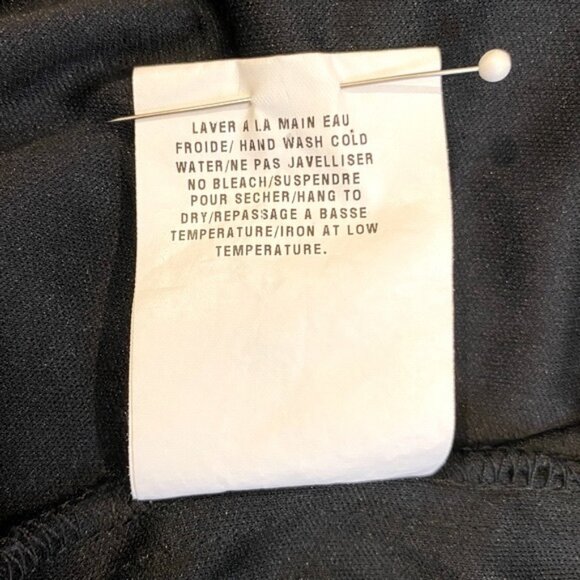 LAVER A LA MAIN EAU
FROIDE/ HAND WASH COLD
WATER/NE PAS JAVELLISER
NO BLEACH/SUSPENDRE
POUR SECHER/HANG TO
DRY/REPASSAGE A BASSE
TEMPERATURE/IRON AT LOW
TEMPERATURE.